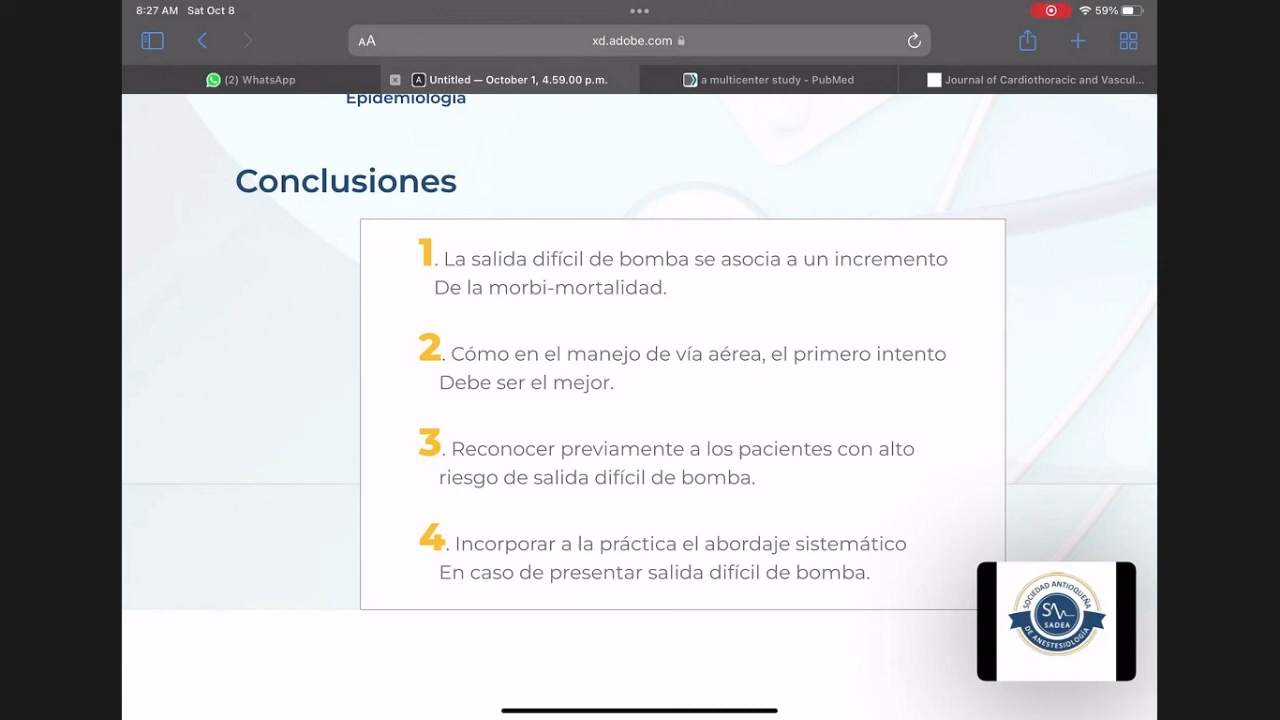 8:27 AM Sat Oct 8
59%
AA
xd.adobe.com
(2) WhatsApp
A Untitled — October 1, 4.59.00 p.m.
a multicenter study - PubMed
Journal of Cardiothoracic and Vascul...
Epidemiología
Conclusiones
1. La salida difícil de bomba se asocia a un incremento
De la morbi-mortalidad.
2. Cómo en el manejo de vía aérea, el primero intento
Debe ser el mejor.
3. Reconocer previamente a los pacientes con alto
riesgo de salida difícil de bomba.
4. Incorporar a la práctica el abordaje sistemático
En caso de presentar salida difícil de bomba.
SOCIEDAD ANTIOQUEÑA
SADEA
DE ANESTESIOLOGÍA